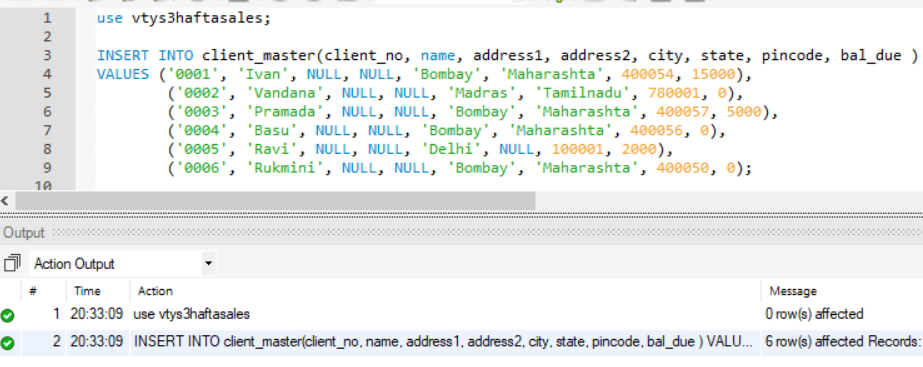 1 use vtys3haftasales;
2
3 INSERT INTO client_master(client_no, name, address1, address2, city, state, pincode, bal_due )
4 VALUES ('0001', 'Ivan', NULL, NULL, 'Bombay', 'Maharashta', 400054, 15000),
5 ('0002', 'Vandana', NULL, NULL, 'Madras', 'Tamilnadu', 780001, 0),
6 ('0003', 'Pramada', NULL, NULL, 'Bombay', 'Maharashta', 400057, 5000),
7 ('0004', 'Basu', NULL, NULL, 'Bombay', 'Maharashta', 400056, 0),
8 ('0005', 'Ravi', NULL, NULL, 'Delhi', NULL, 100001, 2000),
9 ('0006', 'Rukmini', NULL, NULL, 'Bombay', 'Maharashta', 400050, 0);
10
Output
Action Output
# Time Action Message
1 20:33:09 use vtys3haftasales 0 row(s) affected
2 20:33:09 INSERT INTO client_master(client_no, name, address1, address2, city, state, pincode, bal_due ) VALU... 6 row(s) affected Records: